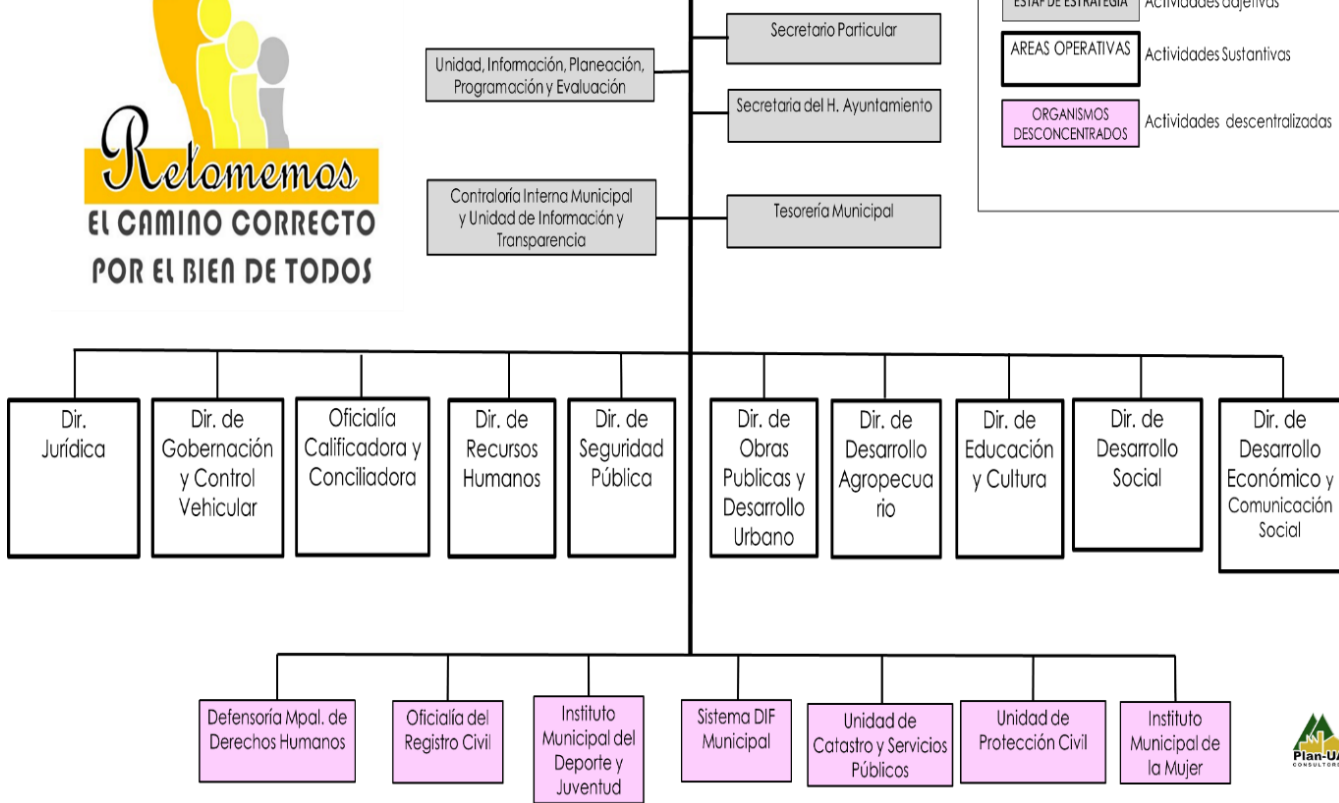 Retomemos
EL CAMINO CORRECTO
POR EL BIEN DE TODOS
Unidad, Información, Planeación,
Programación y Evaluación
Contraloría Interna Municipal
y Unidad de Información y
Transparencia
Secretario Particular
Secretaria del H. Ayuntamiento
Tesorería Municipal
ESTAF DE ESTRATEGIA
Actividades adjetivas
AREAS OPERATIVAS
Actividades Sustantivas
ORGANISMOS
DESCONCENTRADOS
Actividades descentralizadas
Dir.
Jurídica
Dir. de
Gobernación
y Control
Vehicular
Oficialía
Calificadora y
Conciliadora
Dir. de
Recursos
Humanos
Dir. de
Seguridad
Pública
Dir. de
Obras
Publicas y
Desarrollo
Urbano
Dir. de
Desarrollo
Agropecua
rio
Dir. de
Educación
y Cultura
Dir. de
Desarrollo
Social
Dir. de
Desarrollo
Económico y
Comunicación
Social
Defensoría Mpal. de
Derechos Humanos
Oficialía del
Registro Civil
Instituto
Municipal del
Deporte y
Juventud
Sistema DIF
Municipal
Unidad de
Catastro y Servicios
Públicos
Unidad de
Protección Civil
Instituto
Municipal de
la Mujer